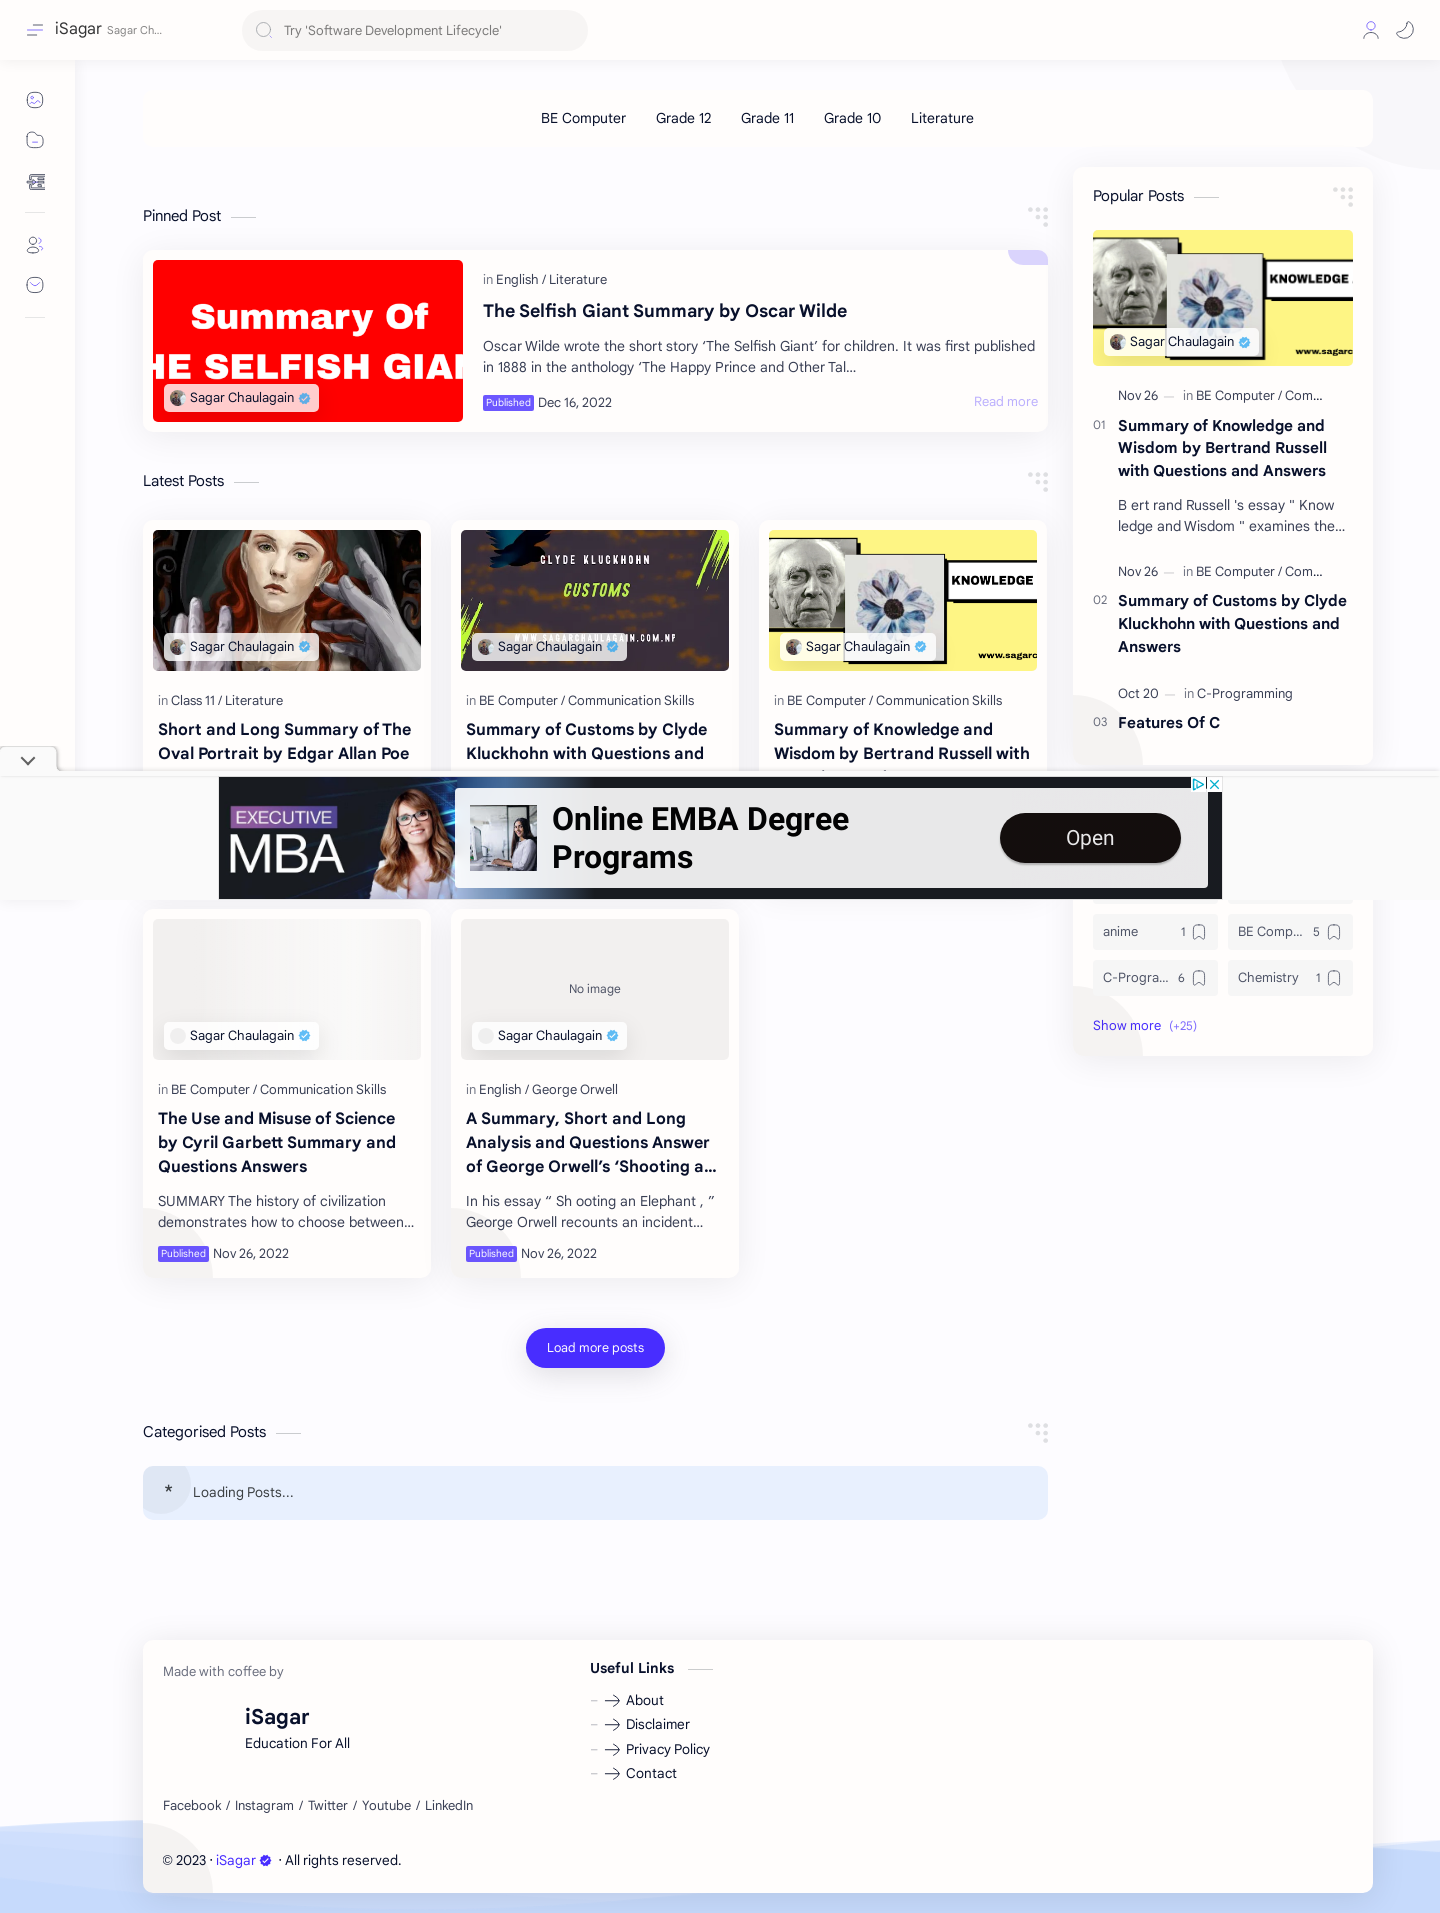 iSagar Sagar Ch...
Try 'Software Development Lifecycle'
BE Computer Grade 12 Grade 11 Grade 10 Literature
Pinned Post
Summary Of
HE SELFISH GIAN
Sagar Chaulagain
in English / Literature
The Selfish Giant Summary by Oscar Wilde
Oscar Wilde wrote the short story ‘The Selfish Giant’ for children. It was first published
in 1888 in the anthology ‘The Happy Prince and Other Tal...
Published Dec 16, 2022
Read more
Latest Posts
Sagar Chaulagain
in Class 11 / Literature
Short and Long Summary of The
Oval Portrait by Edgar Allan Poe
CLYDE KLUCKHOHN
CUSTOMS
WWW.SAGARCHAULAGAIN.COM.NP
Sagar Chaulagain
in BE Computer / Communication Skills
Summary of Customs by Clyde
Kluckhohn with Questions and
KNOWLEDGE
www.sagarc
Sagar Chaulagain
in BE Computer / Communication Skills
Summary of Knowledge and
Wisdom by Bertrand Russell with
Popular Posts
KNOWLEDGE
www.sagarc
Sagar Chaulagain
Nov 26 in BE Computer / Com...
01 Summary of Knowledge and
Wisdom by Bertrand Russell
with Questions and Answers
B ert rand Russell 's essay " Know
ledge and Wisdom " examines the...
Nov 26 in BE Computer / Com...
02 Summary of Customs by Clyde
Kluckhohn with Questions and
Answers
Oct 20 in C-Programming
03 Features Of C
EXECUTIVE
MBA
Online EMBA Degree
Programs
Open
anime 1
BE Comp... 5
C-Progra... 6
Chemistry 1
Show more (+25)
Sagar Chaulagain
in BE Computer / Communication Skills
The Use and Misuse of Science
by Cyril Garbett Summary and
Questions Answers
SUMMARY The history of civilization
demonstrates how to choose between...
Published Nov 26, 2022
No image
Sagar Chaulagain
in English / George Orwell
A Summary, Short and Long
Analysis and Questions Answer
of George Orwell’s ‘Shooting a...
In his essay “ Sh ooting an Elephant , ”
George Orwell recounts an incident...
Published Nov 26, 2022
Load more posts
Categorised Posts
* Loading Posts...
Made with coffee by
iSagar
Education For All
Facebook / Instagram / Twitter / Youtube / LinkedIn
Useful Links
About
Disclaimer
Privacy Policy
Contact
© 2023 · iSagar · All rights reserved.